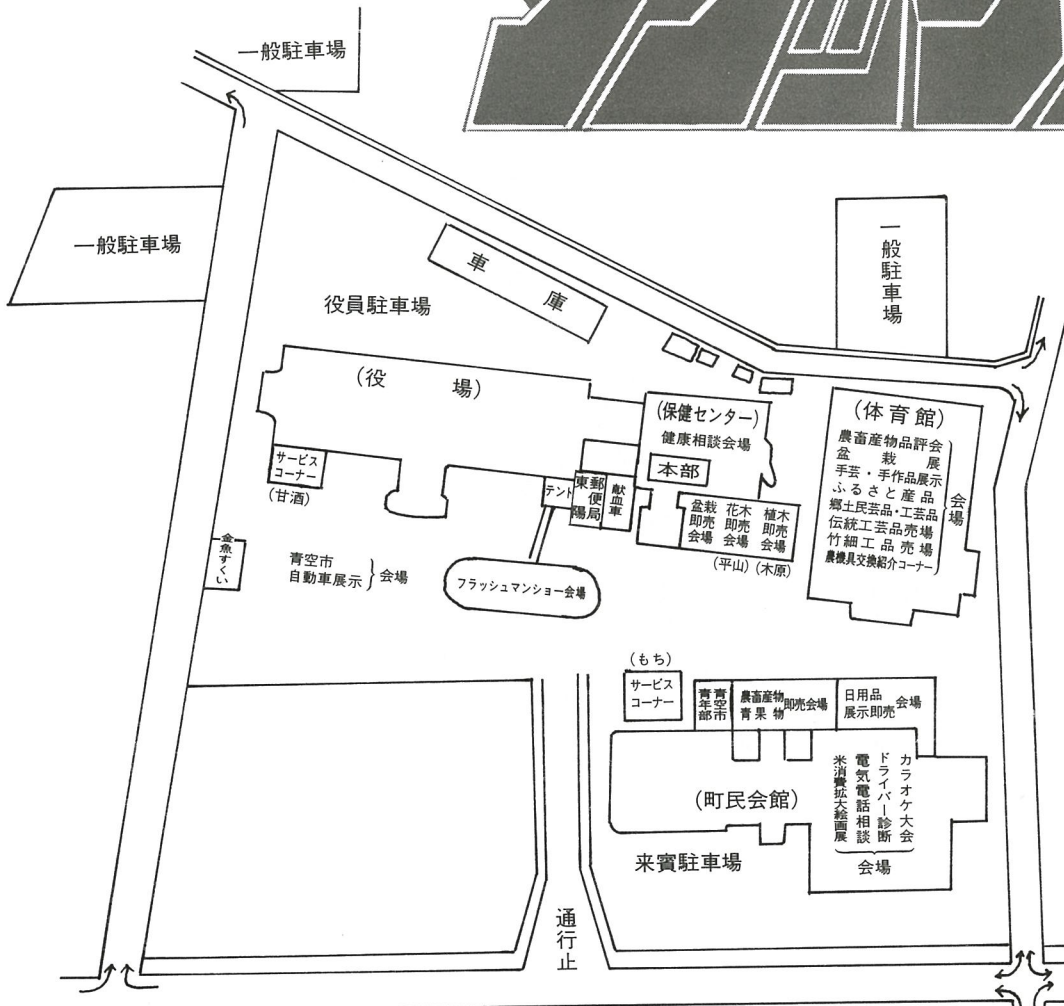 一般駐車場
一般駐車場
一般駐車場
車庫
役員駐車場
(役場)
サービス
コーナー
(甘酒)
(保健センター)
健康相談会場
本部
テント
東陽
郵便局
献血車
盆栽即売会場
花木即売会場
植木即売会場
(平山)(木原)
(体育館)
農畜産物品評会
盆栽展
手芸・手作品展示
ふるさと産品
郷土民芸品・工芸品
伝統工芸品売場
竹細工品売場
農機具交換紹介コーナー
会場
金魚すくい
青空市
自動車展示
会場
フラッシュマンショー会場
(もち)
サービス
コーナー
青空市
青年部
農畜産物
青果物
即売会場
日用品
展示即売
会場
(町民会館)
カラオケ大会
ドライバー診断
電気電話相談
米消費拡大絵画展
会場
来賓駐車場
通行止